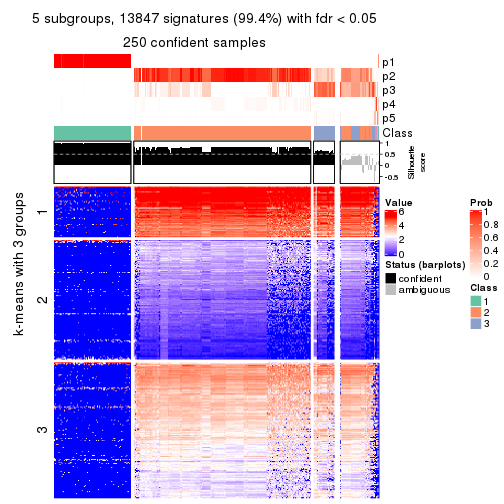 5 subgroups, 13847 signatures (99.4%) with fdr < 0.05
250 confident samples
p1
p2
p3
p4
p5
Class
1
0.5
0
-0.5
Silhouette
score
k-means with 3 groups
1
2
3
Value
6
4
2
0
Status (barplots)
confident
ambiguous
Prob
1
0.8
0.6
0.4
0.2
0
Class
1
2
3